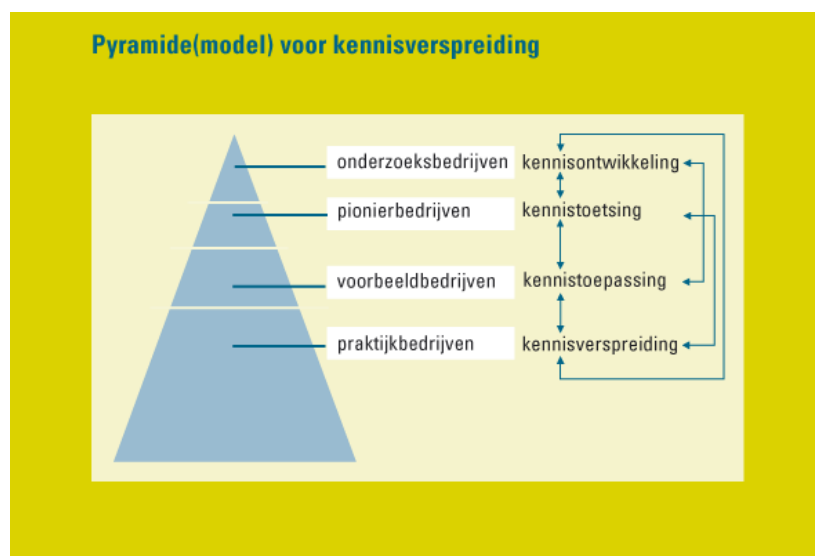 Pyramide(model) voor kennisverspreiding
onderzoeksbedrijven kennisontwikkeling
pionierbedrijven kennistoetsing
voorbeeldbedrijven kennistoepassing
praktijkbedrijven kennisverspreiding